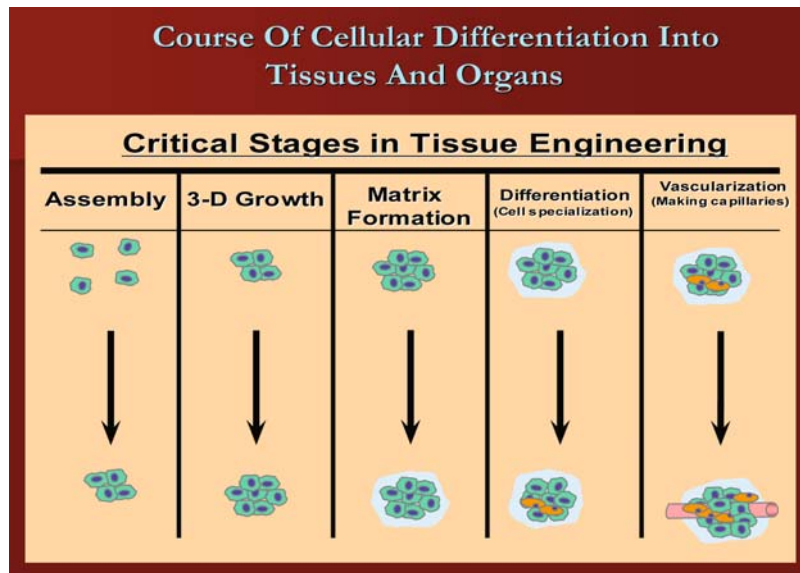 Course Of Cellular Differentiation Into
Tissues And Organs
Critical Stages in Tissue Engineering
Assembly
3-D Growth
Matrix
Formation
Differentiation
(Cell specialization)
Vascularization
(Making capillaries)